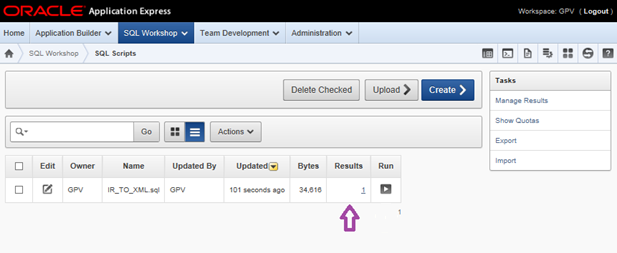 ORACLE Application Express
Workspace: GPV ( Logout )
Home Application Builder SQL Workshop Team Development Administration
SQL Workshop SQL Scripts
Delete Checked Upload Create
Tasks
Manage Results
Show Quotas
Export
Import
Go Actions
Edit Owner Name Updated By Updated Bytes Results Run
GPV IR_TO_XML.sql GPV 101 seconds ago 34,616 1
1